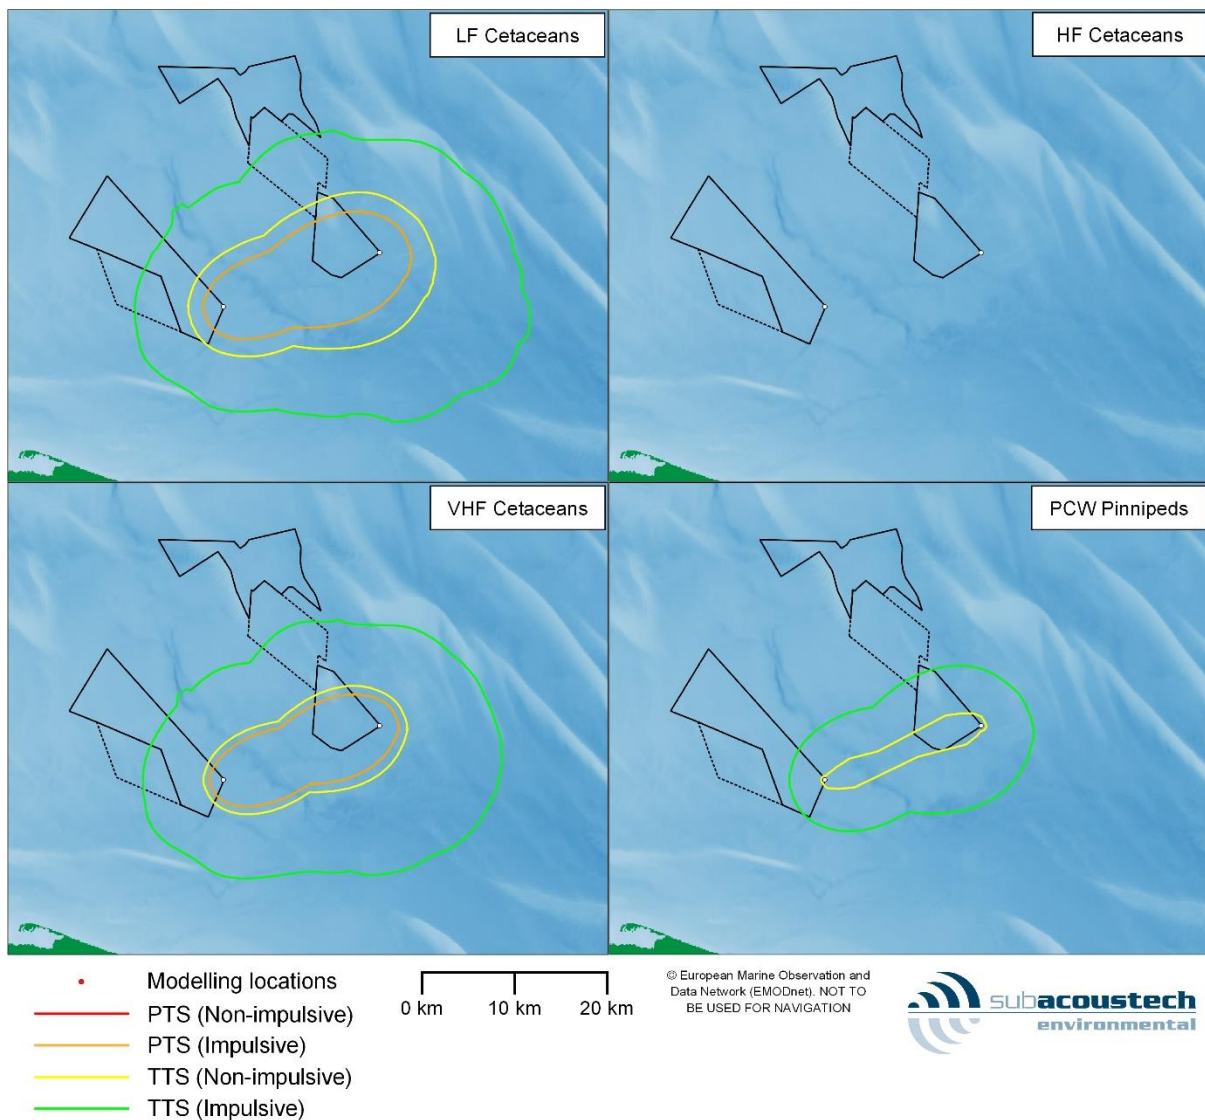 LF Cetaceans
HF Cetaceans
VHF Cetaceans
PCW Pinnipeds
Modelling locations
PTS (Non-impulsive)
PTS (Impulsive)
TTS (Non-impulsive)
TTS (Impulsive)
0 km 10 km 20 km
© European Marine Observation and
Data Network (EMODnet). NOT TO
BE USED FOR NAVIGATION
subacoustech
environmental